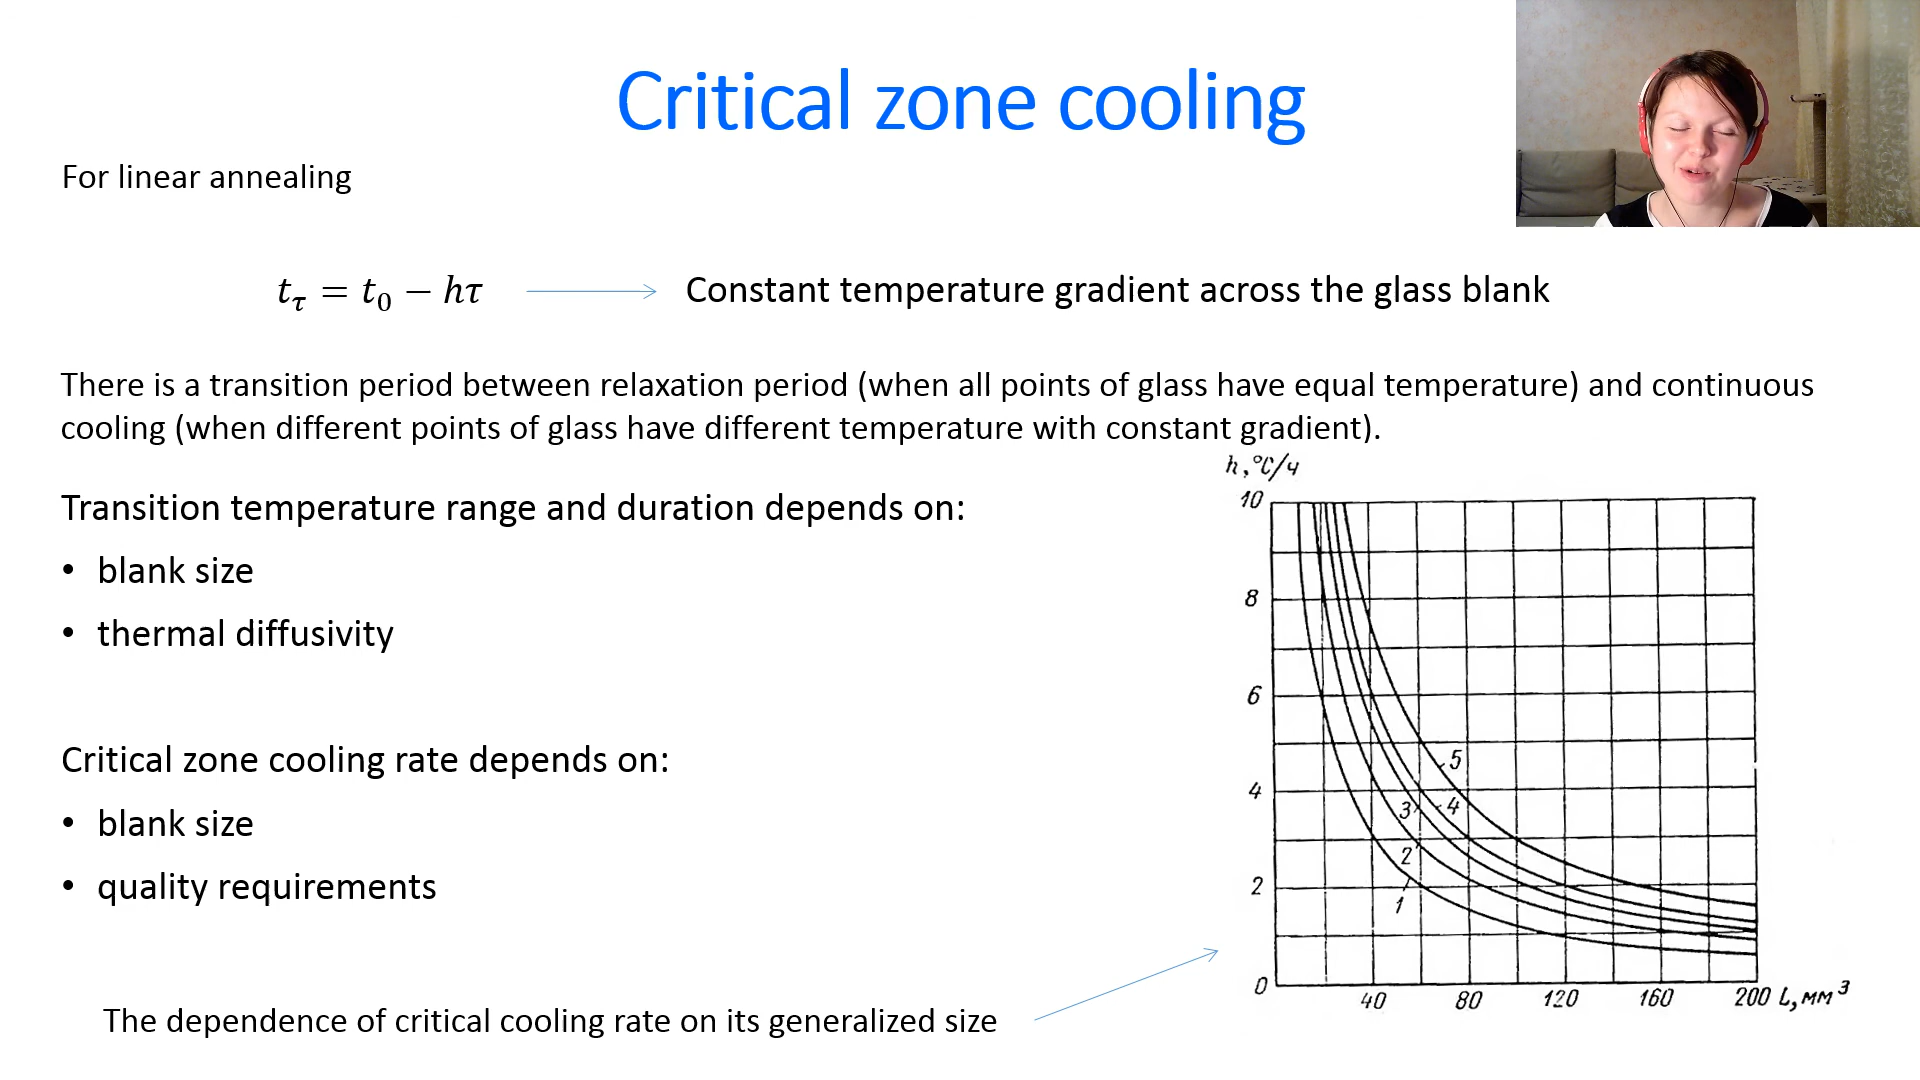 Critical zone cooling
For linear annealing
t_τ = t_0 − hτ
Constant temperature gradient across the glass blank
There is a transition period between relaxation period (when all points of glass have equal temperature) and continuous
cooling (when different points of glass have different temperature with constant gradient).
Transition temperature range and duration depends on:
• blank size
• thermal diffusivity
Critical zone cooling rate depends on:
• blank size
• quality requirements
The dependence of critical cooling rate on its generalized size
h,°C/ч
10
8
6
4
2
0
5
3
4
2
1
40 80 120 160 200 L, мм³